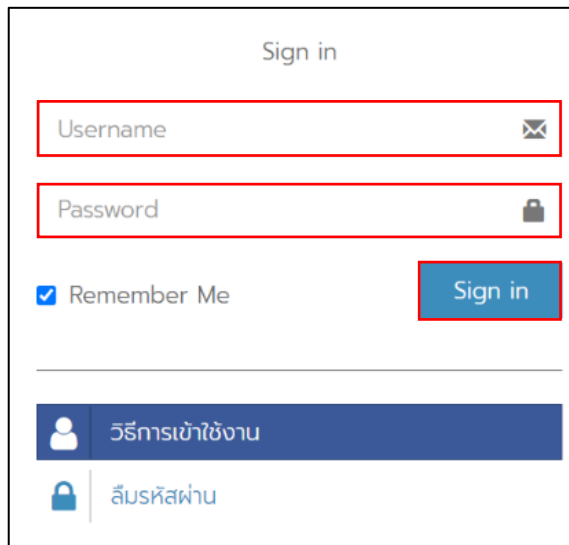 Sign in
Username
Password
Remember Me
Sign in
วิธีการเข้าใช้งาน
ลืมรหัสผ่าน